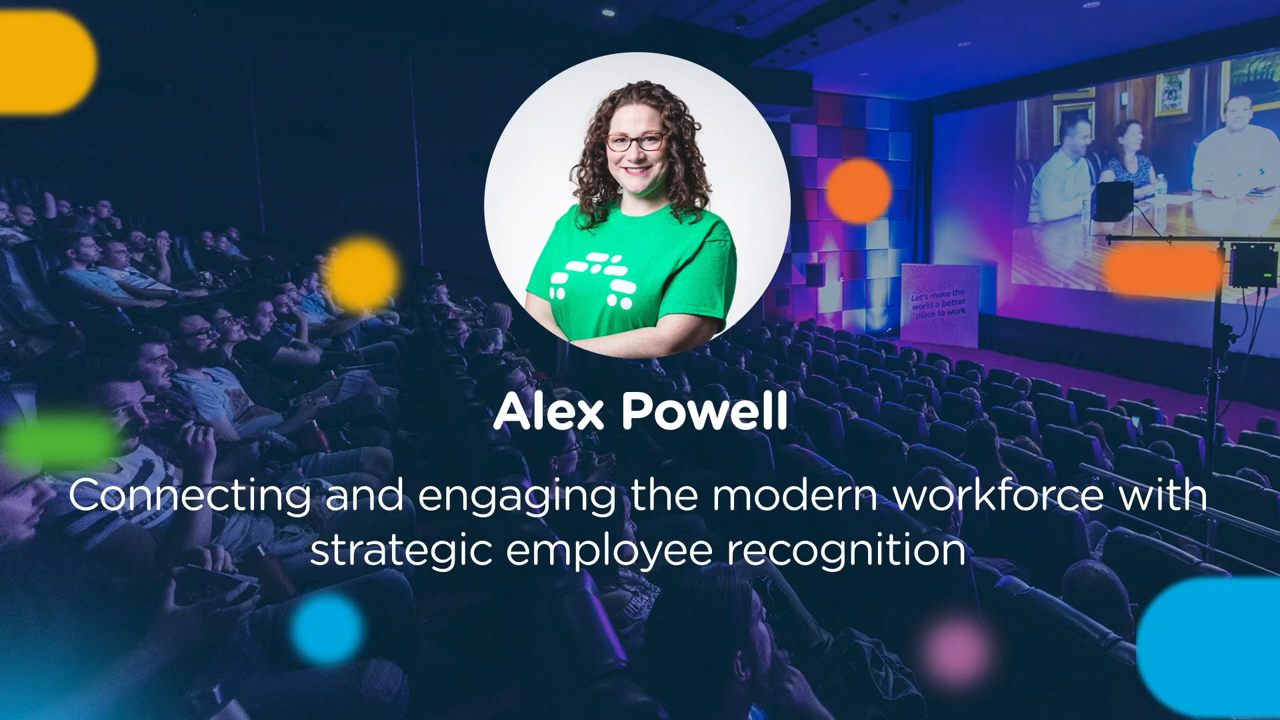 Let's make the
world a better
place to work
Alex Powell
Connecting and engaging the modern workforce with
strategic employee recognition